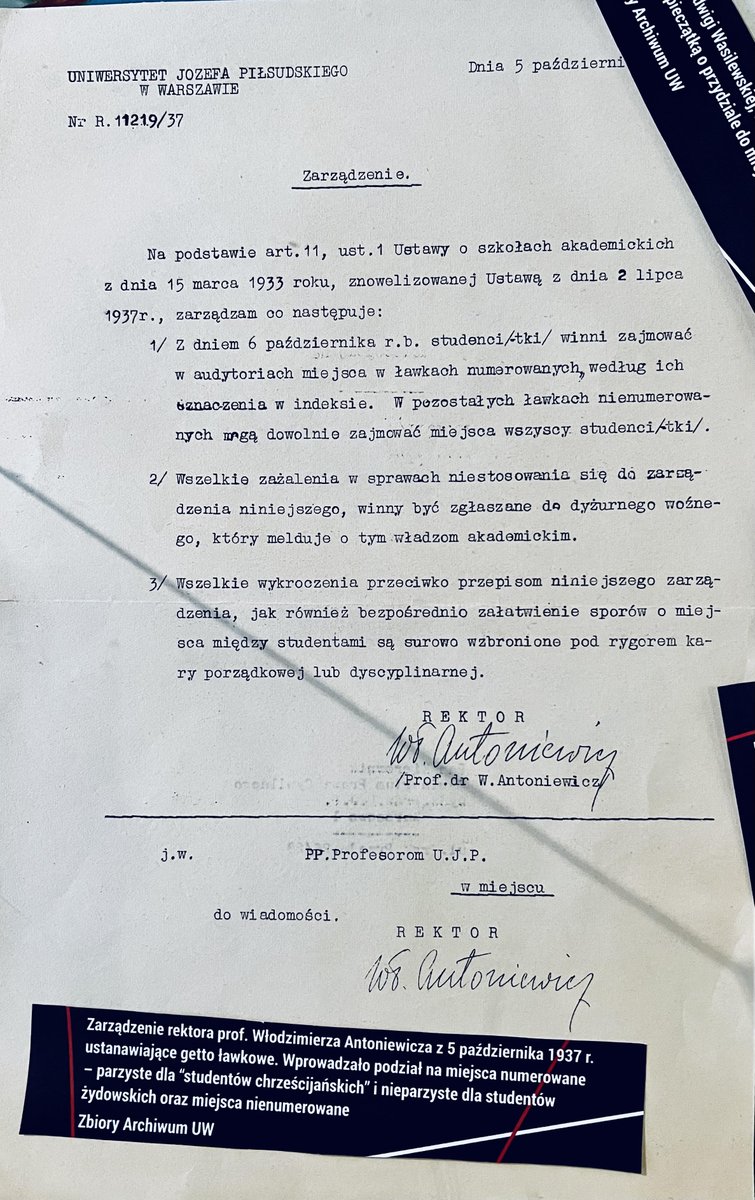 UNIWERSYTET JOZEFA PIŁSUDSKIEGO
W WARSZAWIE
Nr R.11219/37
Dnia 5 październi
dwigi Wasilewskiej,
pieczątką o przydziale do
y Archiwum UW
Zarządzenie.
Na podstawie art.11, ust.1 Ustawy o szkołach akademickich
z dnia 15 marca 1933 roku, znowelizowanej Ustawą z dnia 2 lipca
1937r., zarządzam co następuje:
1/ Z dniem 6 października r.b. studenci/-tki/ winni zajmować
w audytoriach miejsca w ławkach numerowanych, według ich
oznaczenia w indeksie. W pozostałych ławkach nienumerowa-
nych mogą dowolnie zajmować miejsca wszyscy studenci/-tki/.
2/ Wszelkie zażalenia w sprawach niestosowania się do zarzą-
dzenia niniejszego, winny być zgłaszane do dyżurnego woźne-
go, który melduje o tym władzom akademickim.
3/ Wszelkie wykroczenia przeciwko przepisom niniejszego zarzą-
dzenia, jak również bezpośrednio załatwienie sporów o miej-
sca między studentami są surowo wzbronione pod rygorem ka-
ry porządkowej lub dyscyplinarnej.
REKTOR
Wł. Antoniewicz
/Prof.dr W.Antoniewicz/
j.w. PP.Profesorom U.J.P.
w miejscu
do wiadomości.
REKTOR
Wł. Antoniewicz
Zarządzenie rektora prof. Włodzimierza Antoniewicza z 5 października 1937 r.
ustanawiające getto ławkowe. Wprowadzało podział na miejsca numerowane
– parzyste dla "studentów chrześcijańskich" i nieparzyste dla studentów
żydowskich oraz miejsca nienumerowane
Zbiory Archiwum UW